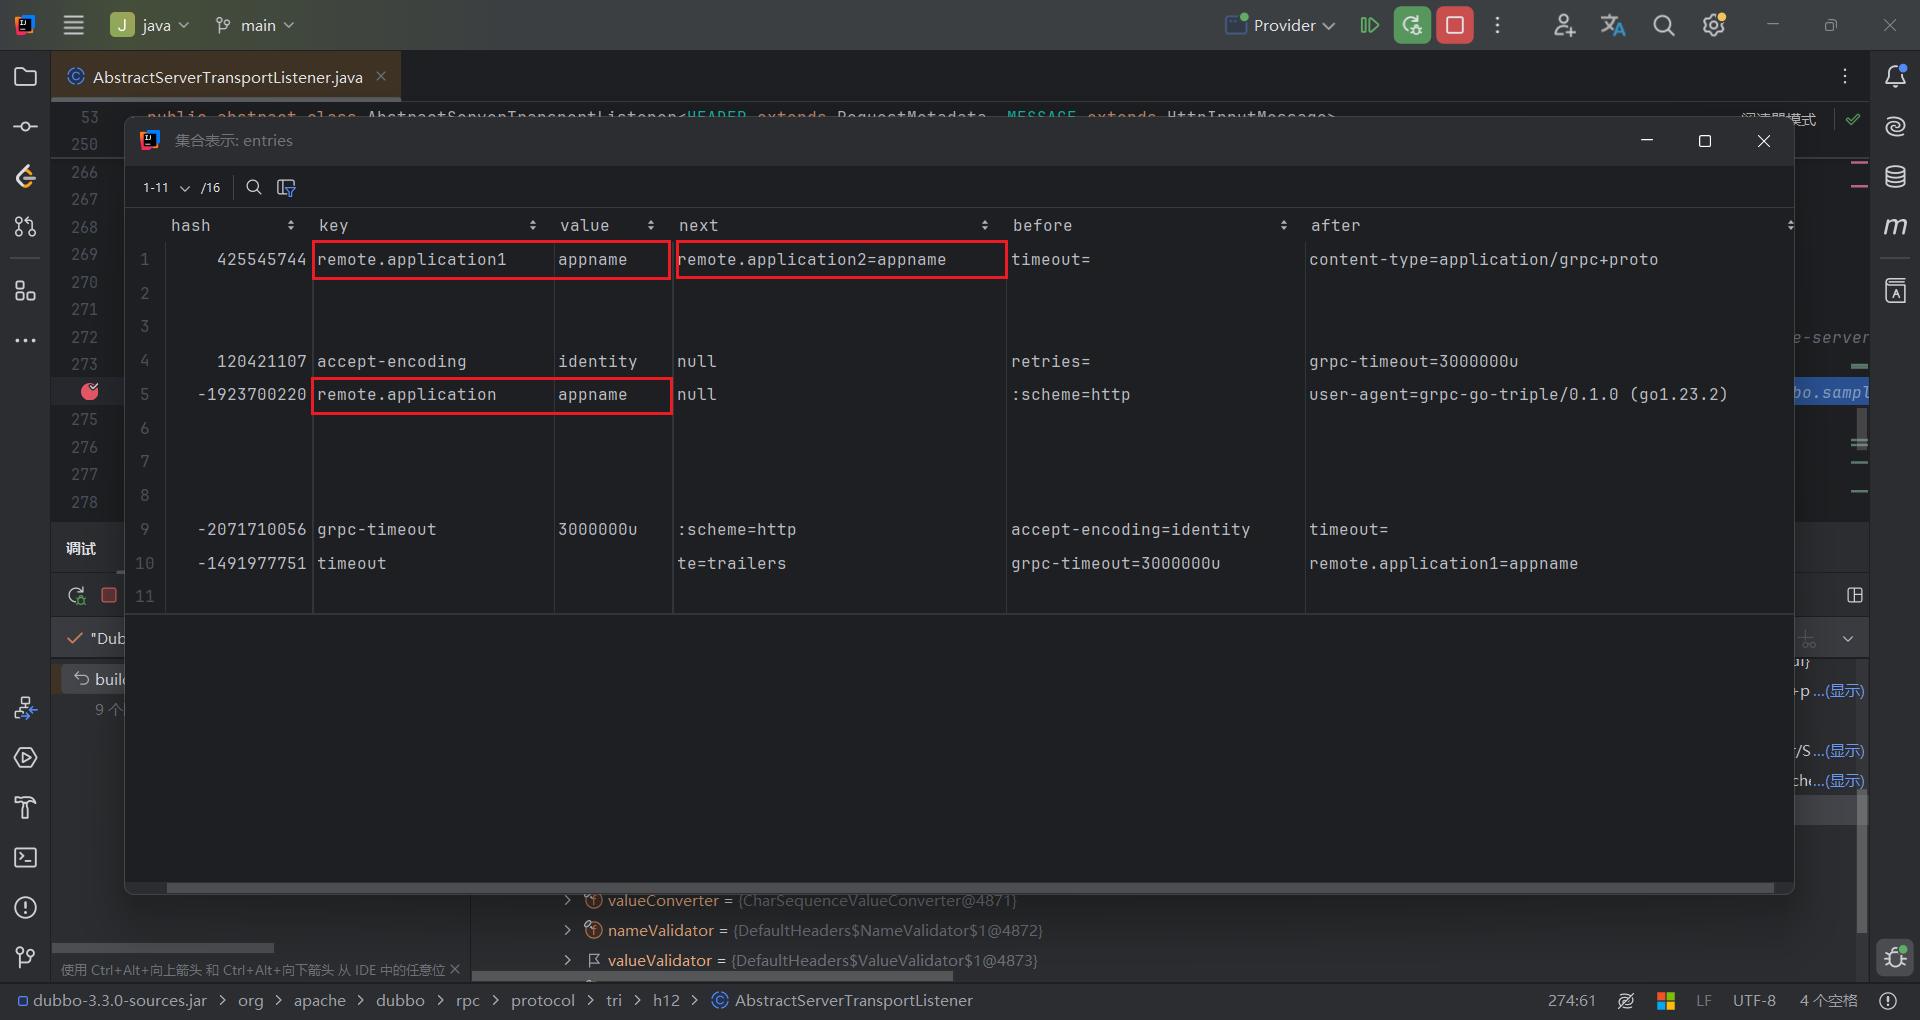 J java main Provider
AbstractServerTransportListener.java
53 public abstract class AbstractServerTransportListener<HEADER extends RequestMetadata, MESSAGE extends HttpInputMessage>
阅读器模式
250
266
267
268
269
270
271
272
273
275
276
277
278
e-server
bo.sampl
集合表示: entries
1-11 /16
hash key value next before after
1 425545744 remote.application1 appname remote.application2=appname timeout= content-type=application/grpc+proto
2
3
4 120421107 accept-encoding identity null retries= grpc-timeout=3000000u
5 -1923700220 remote.application appname null :scheme=http user-agent=grpc-go-triple/0.1.0 (go1.23.2)
6
7
8
9 -2071710056 grpc-timeout 3000000u :scheme=http accept-encoding=identity timeout=
10 -1491977751 timeout te=trailers grpc-timeout=3000000u remote.application1=appname
11
调试
"Dub
build
9 个
+p ...(显示)
r/S...(显示)
che...(显示)
valueConverter = {CharSequenceValueConverter@4871}
nameValidator = {DefaultHeaders$NameValidator$1@4872}
valueValidator = {DefaultHeaders$ValueValidator$1@4873}
使用 Ctrl+Alt+向上箭头 和 Ctrl+Alt+向下箭头 从 IDE 中的任意位
dubbo-3.3.0-sources.jar > org > apache > dubbo > rpc > protocol > tri > h12 > AbstractServerTransportListener
274:61 LF UTF-8 4 个空格